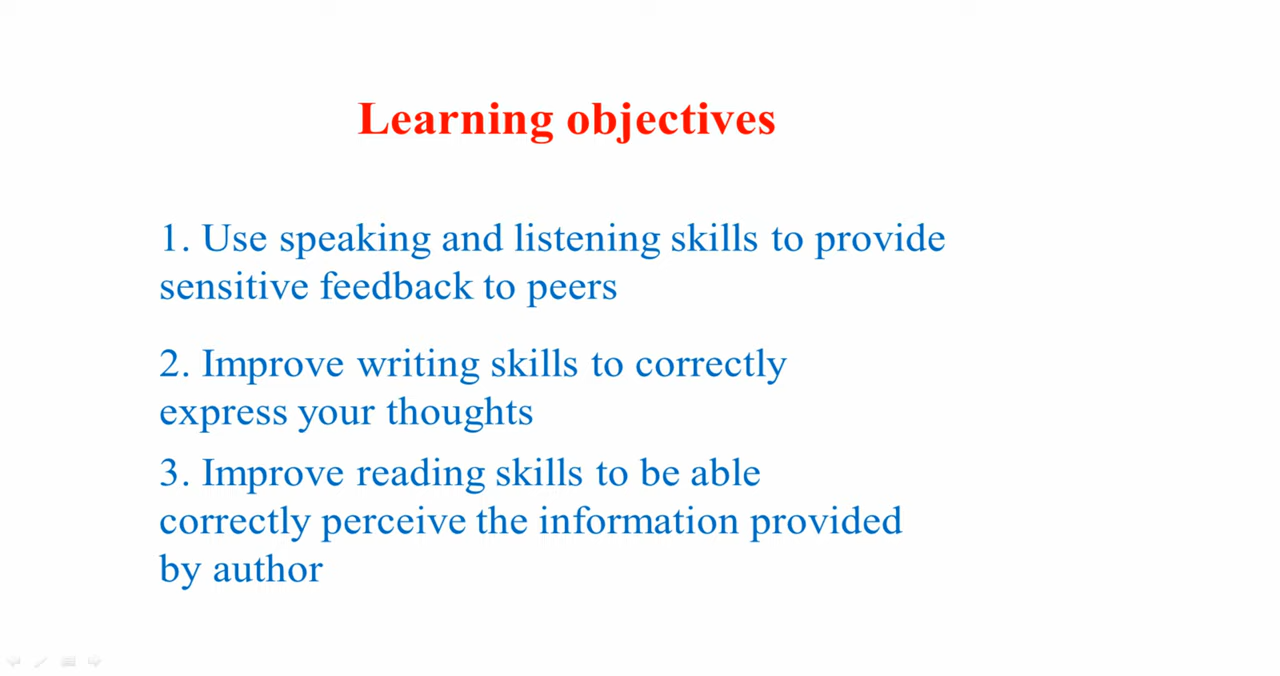 Learning objectives
1. Use speaking and listening skills to provide
sensitive feedback to peers
2. Improve writing skills to correctly
express your thoughts
3. Improve reading skills to be able
correctly perceive the information provided
by author